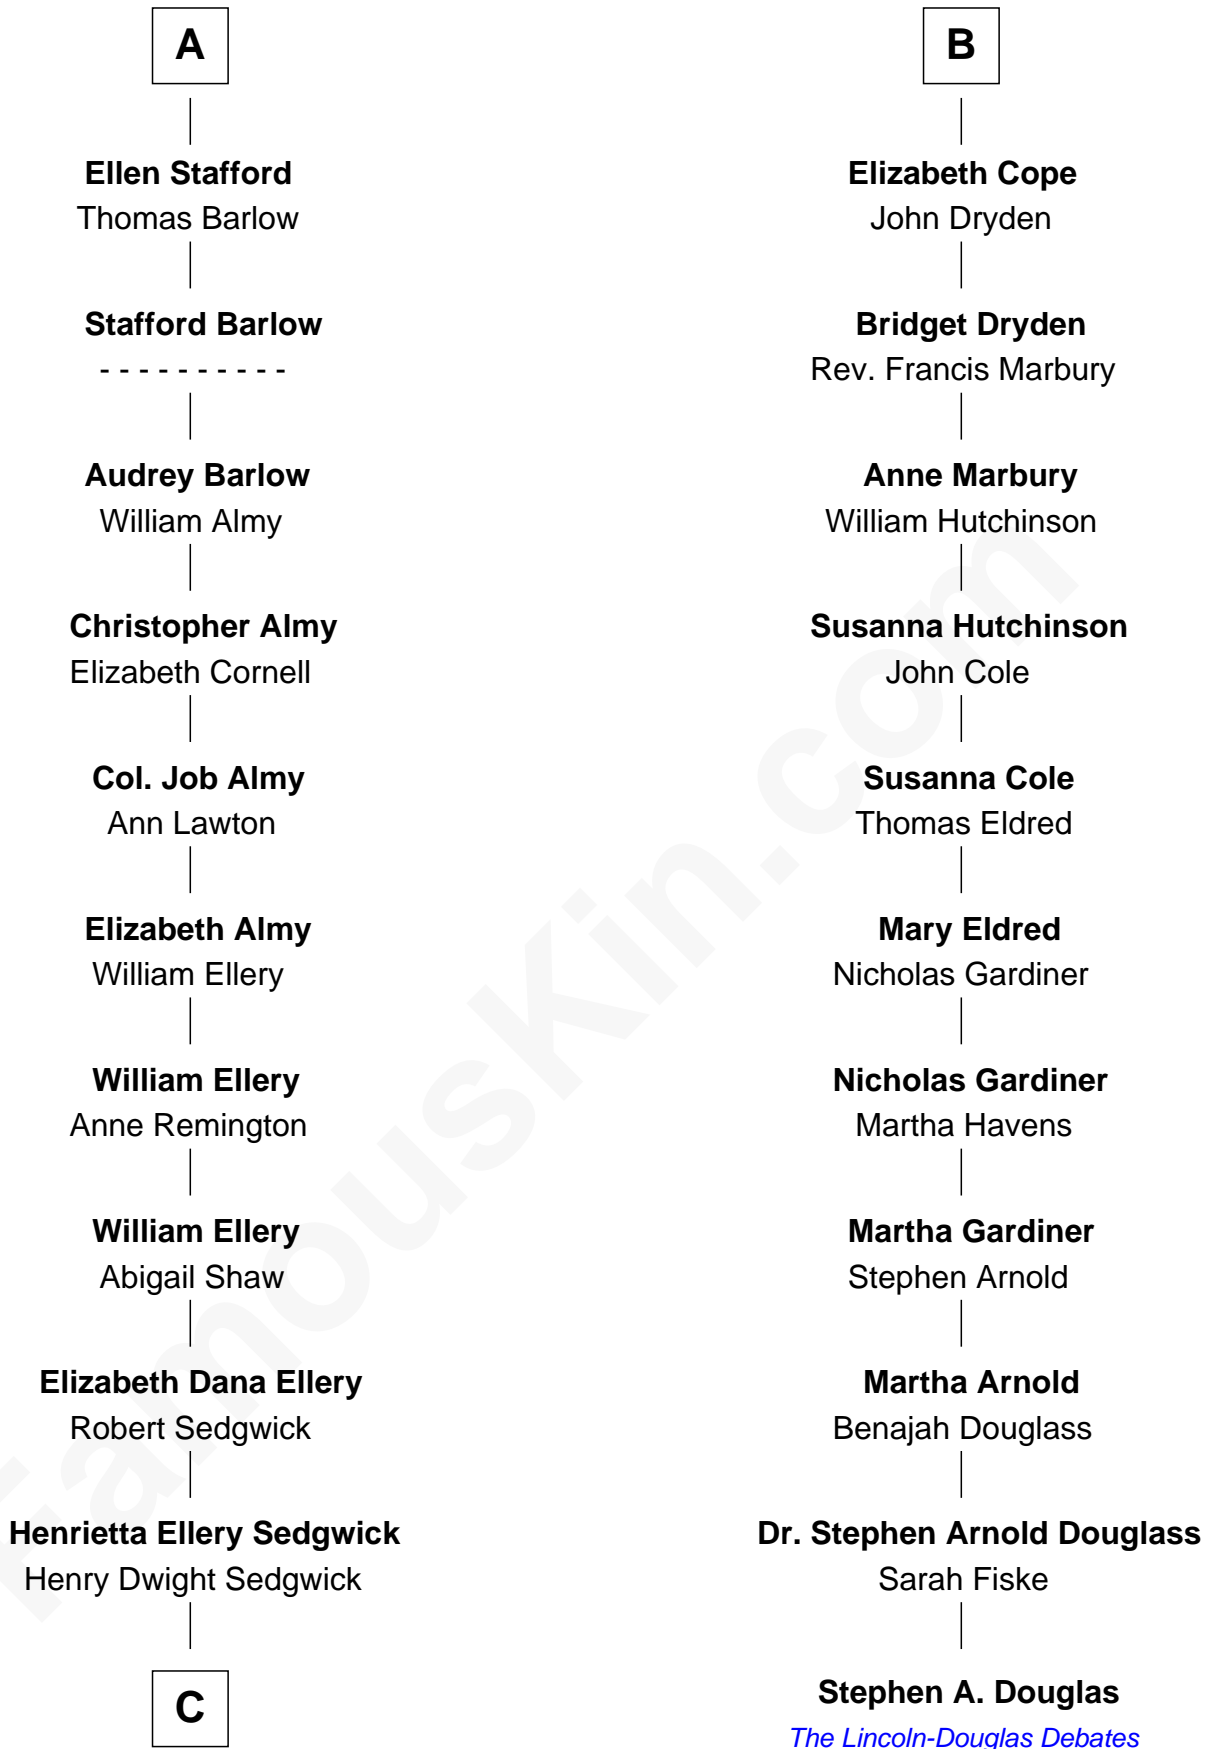 A
Ellen Stafford
Thomas Barlow
Stafford Barlow
- - - - - - - - - -
Audrey Barlow
William Almy
Christopher Almy
Elizabeth Cornell
Col. Job Almy
Ann Lawton
Elizabeth Almy
William Ellery
William Ellery
Anne Remington
William Ellery
Abigail Shaw
Elizabeth Dana Ellery
Robert Sedgwick
Henrietta Ellery Sedgwick
Henry Dwight Sedgwick
C
B
Elizabeth Cope
John Dryden
Bridget Dryden
Rev. Francis Marbury
Anne Marbury
William Hutchinson
Susanna Hutchinson
John Cole
Susanna Cole
Thomas Eldred
Mary Eldred
Nicholas Gardiner
Nicholas Gardiner
Martha Havens
Martha Gardiner
Stephen Arnold
Martha Arnold
Benajah Douglass
Dr. Stephen Arnold Douglass
Sarah Fiske
Stephen A. Douglas
The Lincoln-Douglas Debates
FamousKin.com